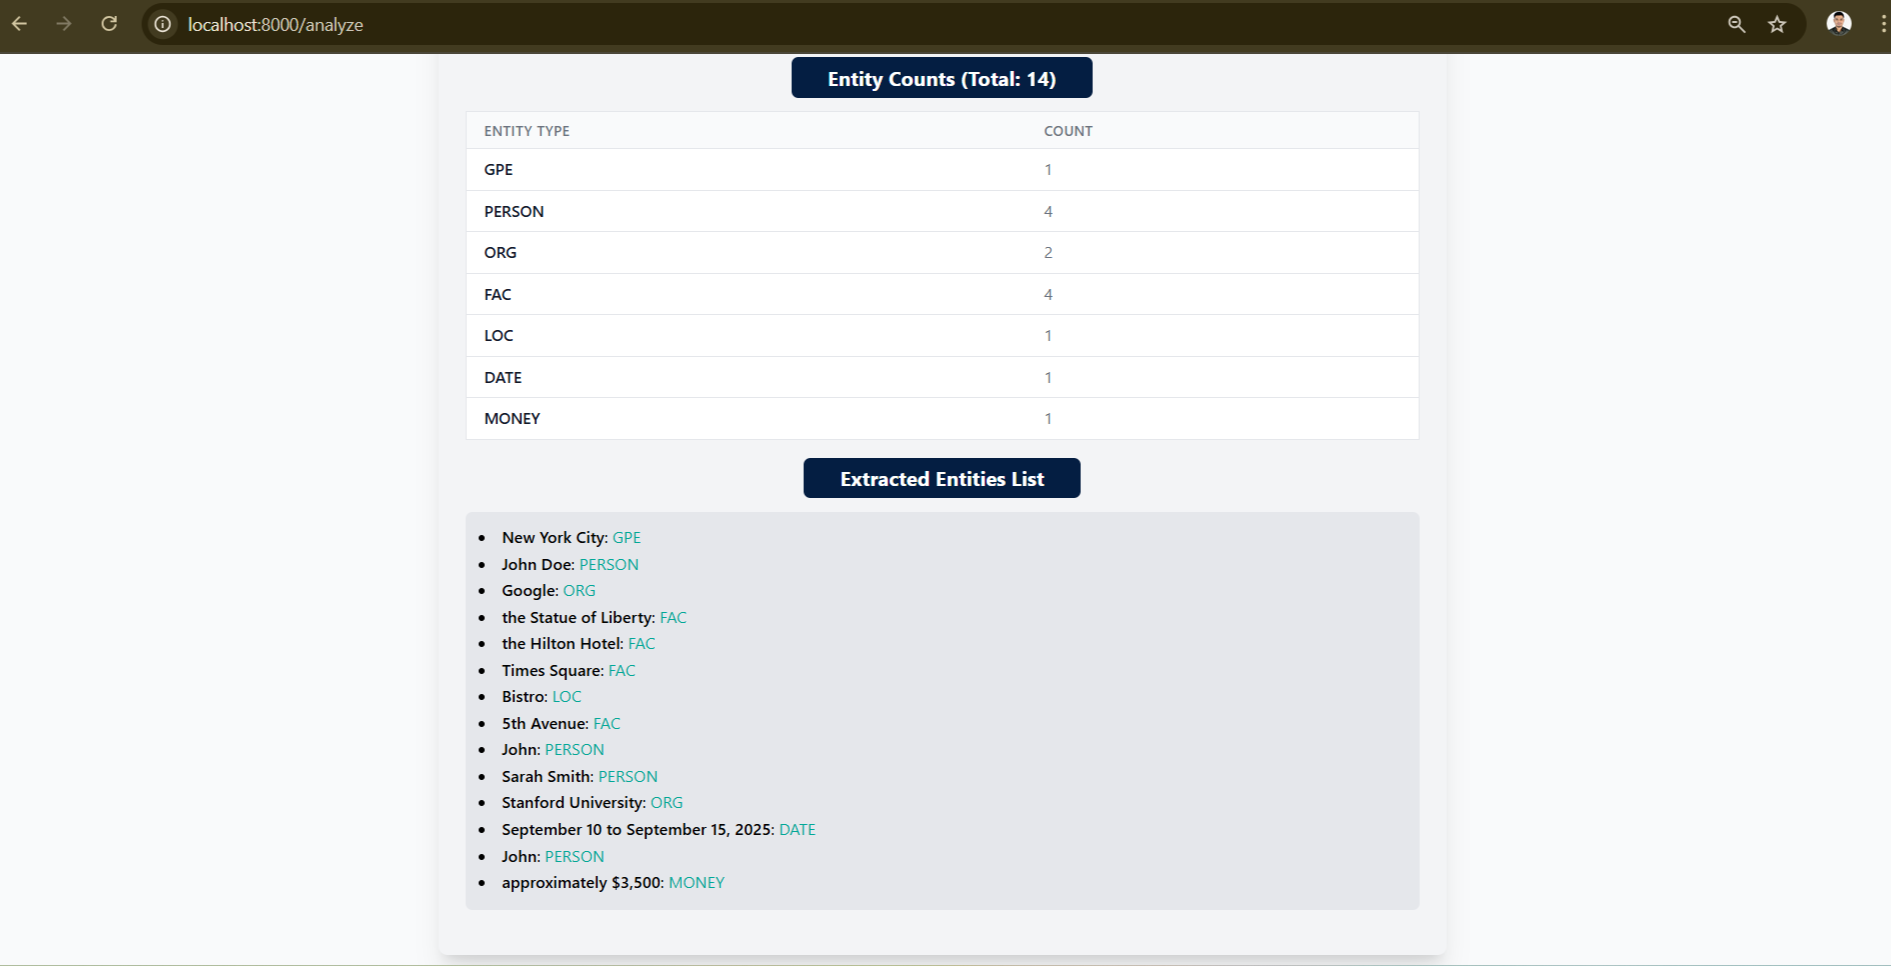 localhost:8000/analyze
Entity Counts (Total: 14)
ENTITY TYPE COUNT
GPE 1
PERSON 4
ORG 2
FAC 4
LOC 1
DATE 1
MONEY 1
Extracted Entities List
New York City: GPE
John Doe: PERSON
Google: ORG
the Statue of Liberty: FAC
the Hilton Hotel: FAC
Times Square: FAC
Bistro: LOC
5th Avenue: FAC
John: PERSON
Sarah Smith: PERSON
Stanford University: ORG
September 10 to September 15, 2025: DATE
John: PERSON
approximately $3,500: MONEY